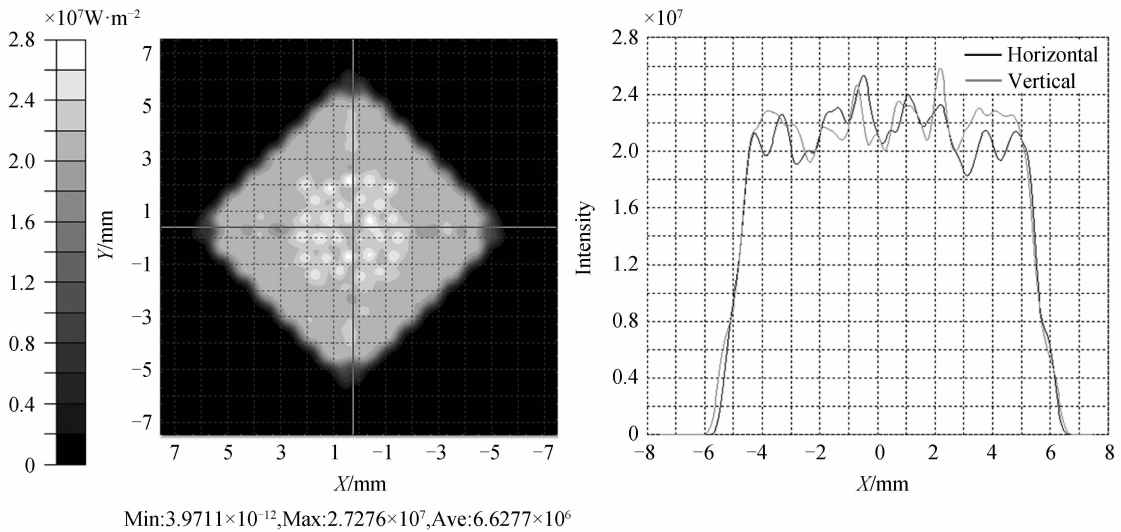 ×10⁷W·m⁻²
2.8
2.4
2.0
1.6
1.2
0.8
0.4
0
Y/mm
7
5
3
1
−1
−3
−5
−7
7 5 3 1 −1 −3 −5 −7
X/mm
Min:3.9711×10⁻¹²,Max:2.7276×10⁷,Ave:6.6277×10⁶
×10⁷
2.8
2.4
2.0
1.6
1.2
0.8
0.4
0
Intensity
Horizontal
Vertical
−8 −6 −4 −2 0 2 4 6 8
X/mm